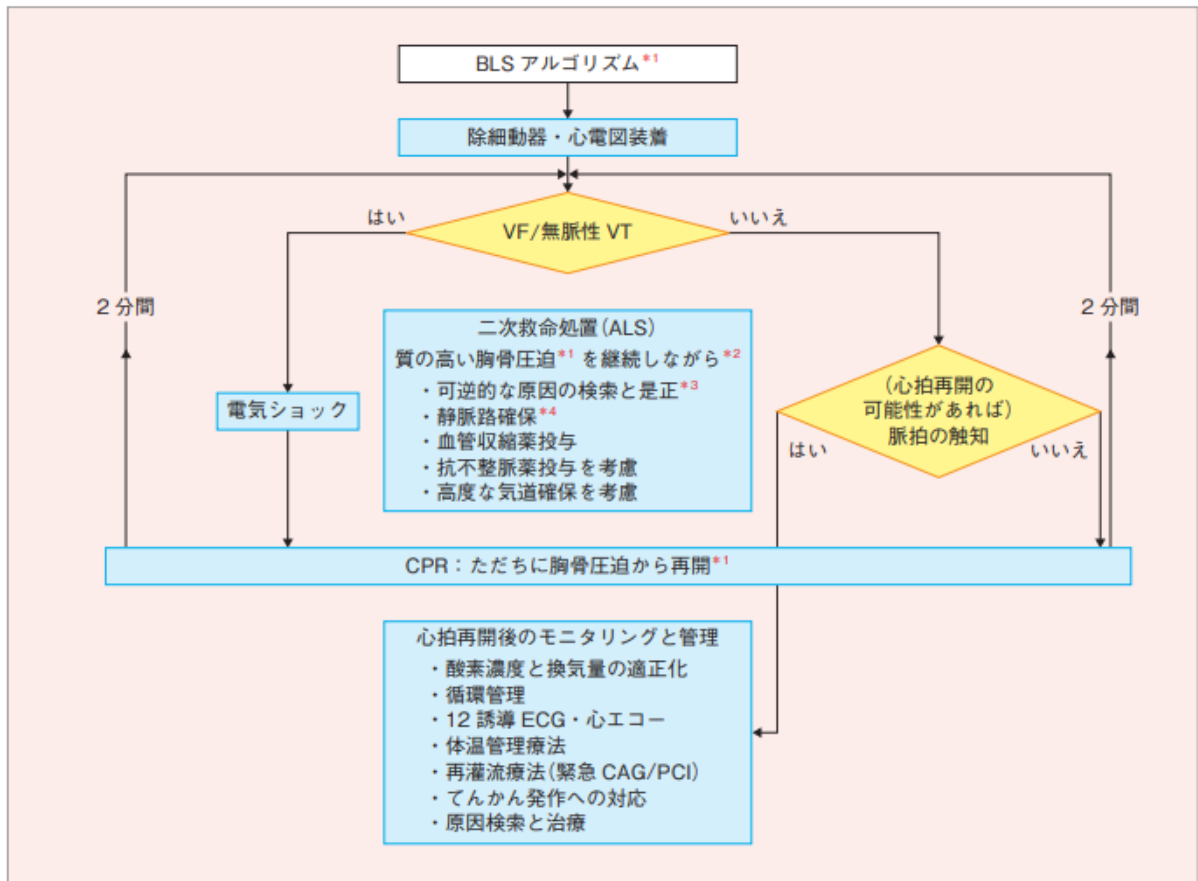 BLS アルゴリズム*1
除細動器・心電図装着
はい
VF/無脈性 VT
いいえ
2 分間
2 分間
二次救命処置(ALS)
質の高い胸骨圧迫*1 を継続しながら*2
・可逆的な原因の検索と是正*3
・静脈路確保*4
・血管収縮薬投与
・抗不整脈薬投与を考慮
・高度な気道確保を考慮
電気ショック
(心拍再開の
可能性があれば)
脈拍の触知
はい
いいえ
CPR：ただちに胸骨圧迫から再開*1
心拍再開後のモニタリングと管理
・酸素濃度と換気量の適正化
・循環管理
・12 誘導 ECG・心エコー
・体温管理療法
・再灌流療法(緊急 CAG/PCI)
・てんかん発作への対応
・原因検索と治療